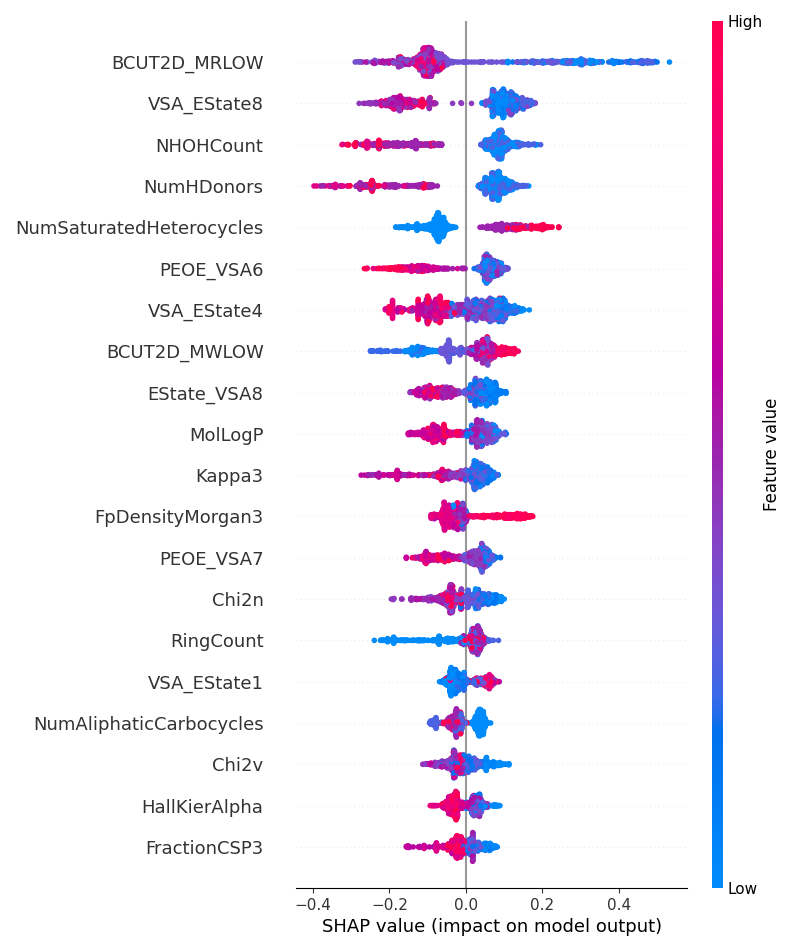 High
BCUT2D_MRLOW
VSA_EState8
NHOHCount
NumHDonors
NumSaturatedHeterocycles
PEOE_VSA6
VSA_EState4
BCUT2D_MWLOW
EState_VSA8
MolLogP
Kappa3
FpDensityMorgan3
PEOE_VSA7
Chi2n
RingCount
VSA_EState1
NumAliphaticCarbocycles
Chi2v
HallKierAlpha
FractionCSP3
Feature value
Low
−0.4 −0.2 0.0 0.2 0.4
SHAP value (impact on model output)